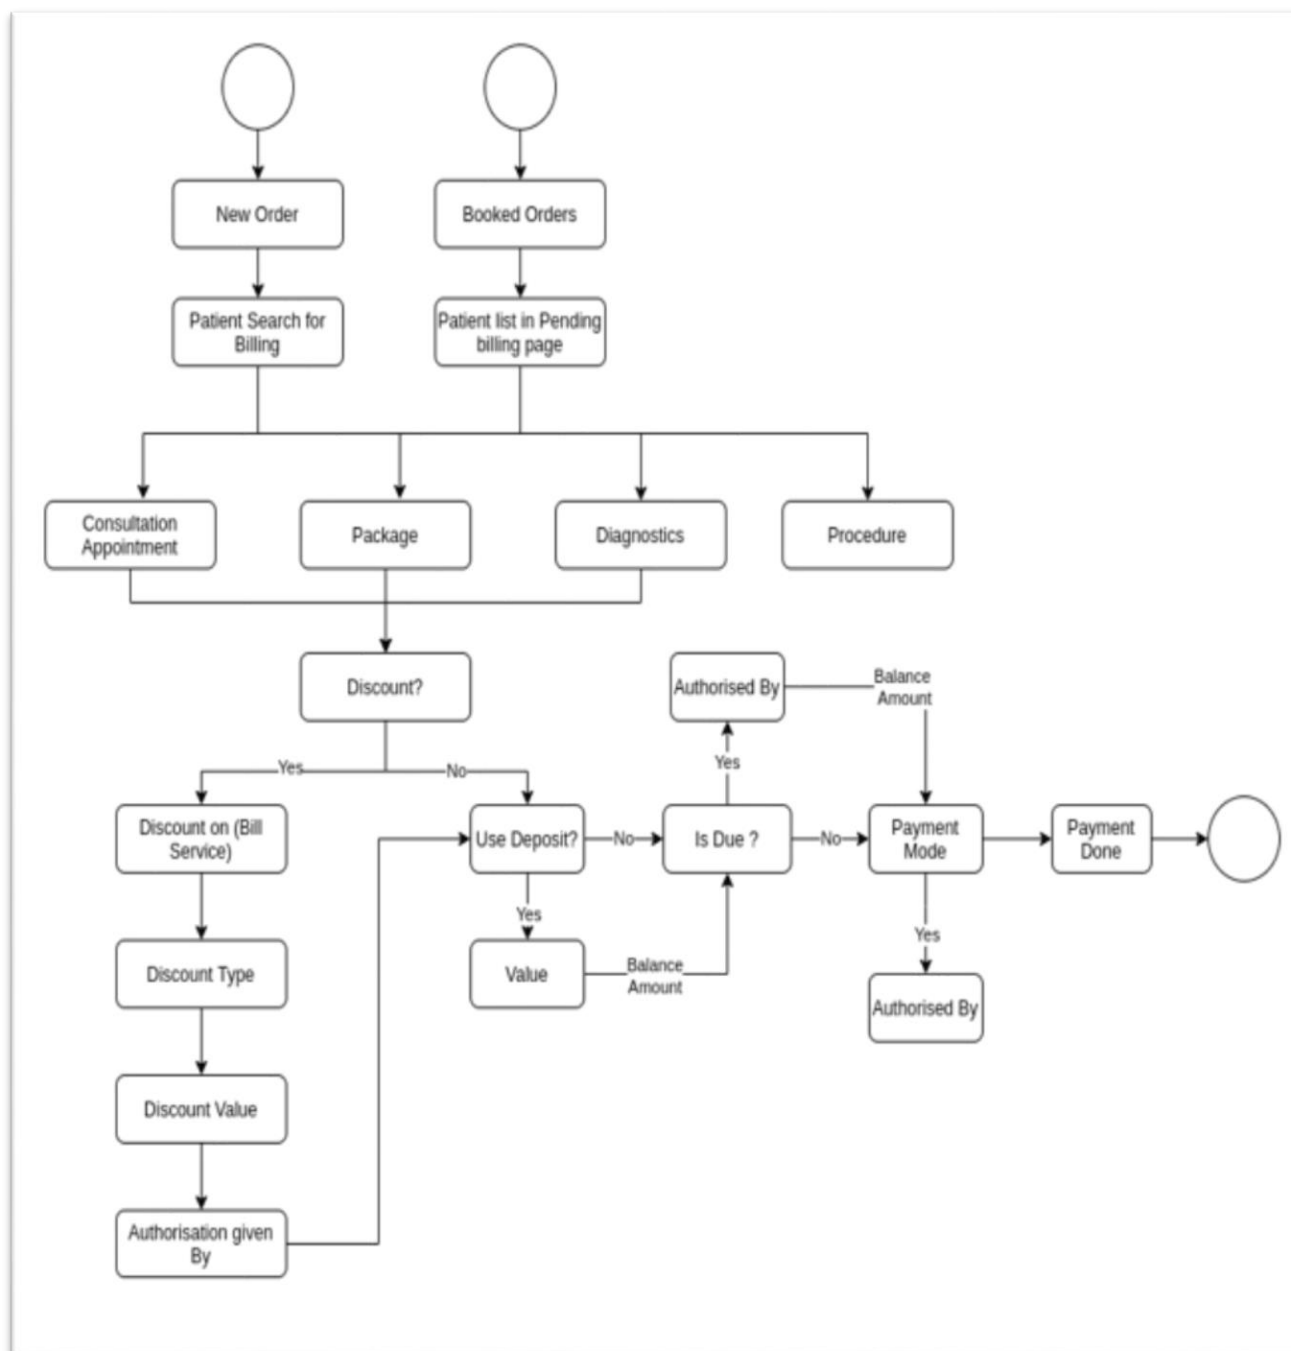 New Order
Booked Orders
Patient Search for
Billing
Patient list in Pending
billing page
Consultation
Appointment
Package
Diagnostics
Procedure
Discount?
Authorised By
Balance
Amount
Yes
No
Yes
Discount on (Bill
Service)
Use Deposit?
No
Is Due ?
No
Payment
Mode
Payment
Done
Yes
Yes
Discount Type
Value
Balance
Amount
Authorised By
Discount Value
Authorisation given
By